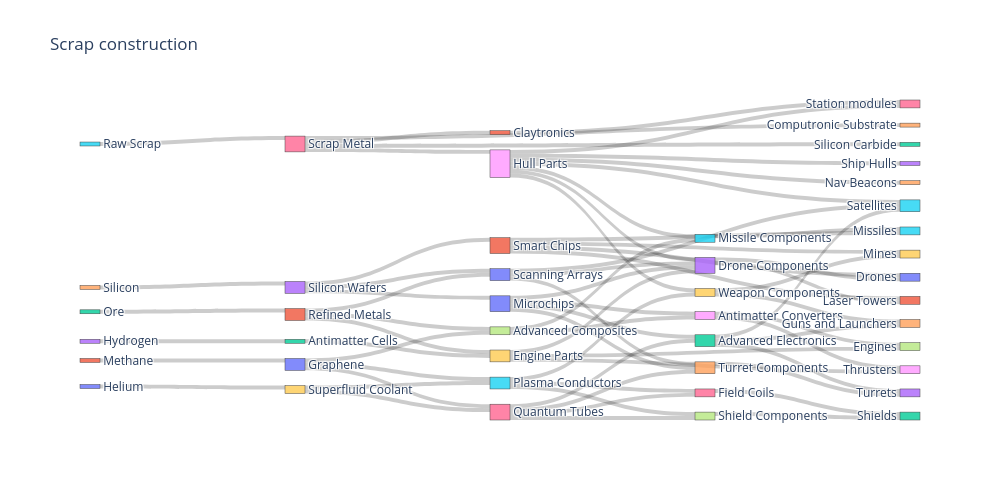 Scrap construction
Raw Scrap
Silicon
Ore
Hydrogen
Methane
Helium
Scrap Metal
Silicon Wafers
Refined Metals
Antimatter Cells
Graphene
Superfluid Coolant
Claytronics
Hull Parts
Smart Chips
Scanning Arrays
Microchips
Advanced Composites
Engine Parts
Plasma Conductors
Quantum Tubes
Missile Components
Drone Components
Weapon Components
Antimatter Converters
Advanced Electronics
Turret Components
Field Coils
Shield Components
Station modules
Computronic Substrate
Silicon Carbide
Ship Hulls
Nav Beacons
Satellites
Missiles
Mines
Drones
Laser Towers
Guns and Launchers
Engines
Thrusters
Turrets
Shields